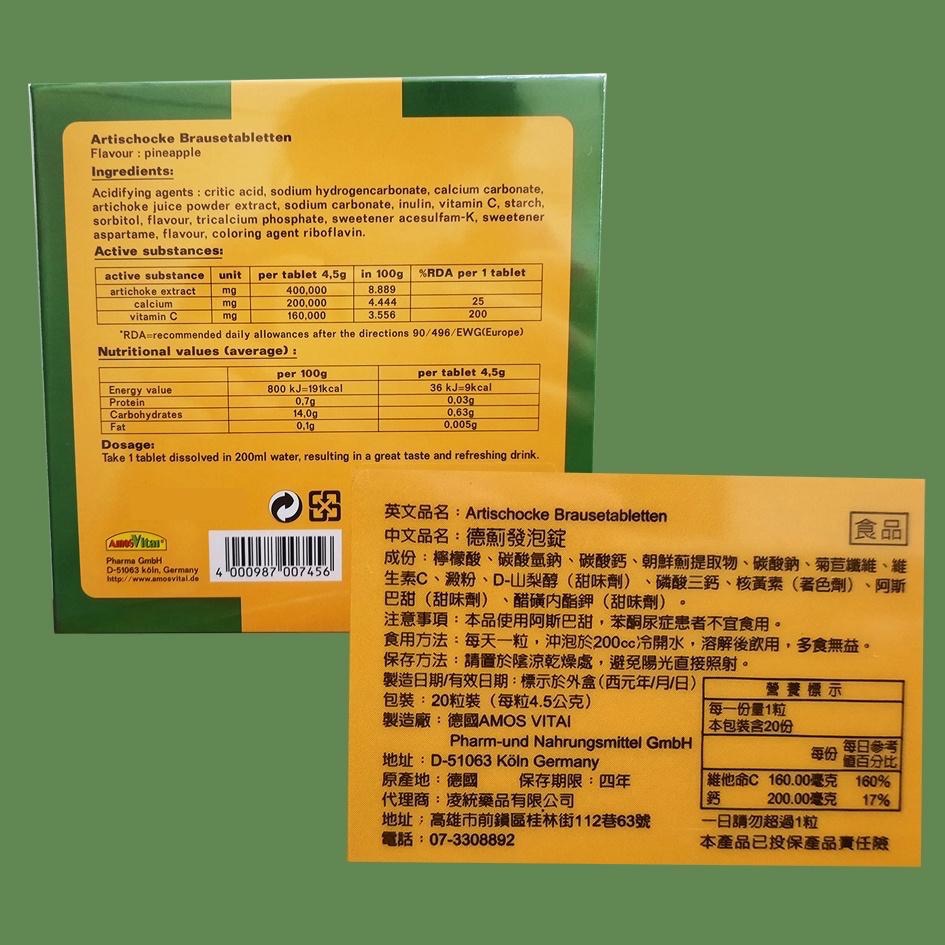 Artischocke Brausetabletten
Flavour : pineapple
Ingredients:
Acidifying agents : critic acid, sodium hydrogencarbonate, calcium carbonate,
artichoke juice powder extract, sodium carbonate, inulin, vitamin C, starch,
sorbitol, flavour, tricalcium phosphate, sweetener acesulfam-K, sweetener
aspartame, flavour, coloring agent riboflavin.
Active substances:
active substance unit per tablet 4,5g in 100g %RDA per 1 tablet
artichoke extract mg 400,000 8.889
calcium mg 200,000 4.444 25
vitamin C mg 160,000 3.556 200
*RDA=recommended daily allowances after the directions 90/496/EWG(Europe)
Nutritional values (average) :
per 100g per tablet 4,5g
Energy value 800 kJ=191kcal 36 kJ=9kcal
Protein 0,7g 0,03g
Carbohydrates 14,0g 0,63g
Fat 0,1g 0,005g
Dosage:
Take 1 tablet dissolved in 200ml water, resulting in a great taste and refreshing drink.
AmosVital®
Pharma GmbH
D-51063 köln, Germany
http://www.amosvital.de
4 000987 007456
英文品名：Artischocke Brausetabletten
食品
中文品名：德薊發泡錠
成份：檸檬酸、碳酸氫鈉、碳酸鈣、朝鮮薊提取物、碳酸鈉、菊苣纖維、維
生素C、澱粉、D-山梨醇（甜味劑）、磷酸三鈣、核黃素（著色劑）、阿斯
巴甜（甜味劑）、醋磺內酯鉀（甜味劑）。
注意事項：本品使用阿斯巴甜，苯酮尿症患者不宜食用。
食用方法：每天一粒，沖泡於200cc冷開水，溶解後飲用，多食無益。
保存方法：請置於陰涼乾燥處，避免陽光直接照射。
製造日期/有效日期：標示於外盒(西元年/月/日)
包裝：20粒裝（每粒4.5公克）
製造廠：德國AMOS VITAl
Pharm-und Nahrungsmittel GmbH
地址：D-51063 Köln Germany
原產地：德國 保存期限：四年
代理商：凌統藥品有限公司
地址；高雄市前鎮區桂林街112巷63號
電話：07-3308892
營養標示
每一份量1粒
本包裝含20份
每份 每日參考
值百分比
維他命C 160.00毫克 160%
鈣 200.00毫克 17%
一日請勿超過1粒
本產品已投保產品責任險